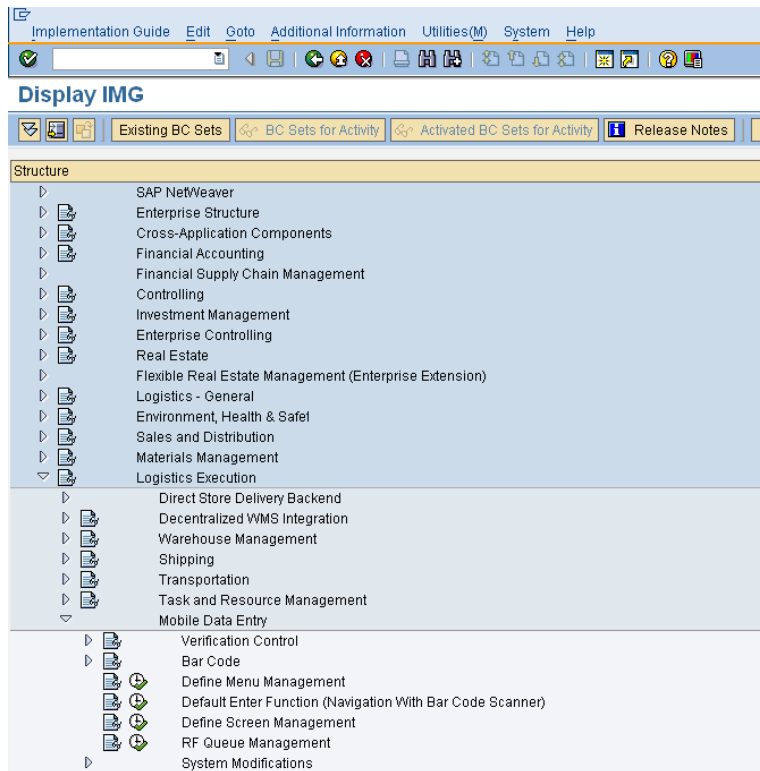 Implementation Guide Edit Goto Additional Information Utilities(M) System Help
Display IMG
Existing BC Sets BC Sets for Activity Activated BC Sets for Activity Release Notes
Structure
SAP NetWeaver
Enterprise Structure
Cross-Application Components
Financial Accounting
Financial Supply Chain Management
Controlling
Investment Management
Enterprise Controlling
Real Estate
Flexible Real Estate Management (Enterprise Extension)
Logistics - General
Environment, Health & Safet
Sales and Distribution
Materials Management
Logistics Execution
Direct Store Delivery Backend
Decentralized WMS Integration
Warehouse Management
Shipping
Transportation
Task and Resource Management
Mobile Data Entry
Verification Control
Bar Code
Define Menu Management
Default Enter Function (Navigation With Bar Code Scanner)
Define Screen Management
RF Queue Management
System Modifications